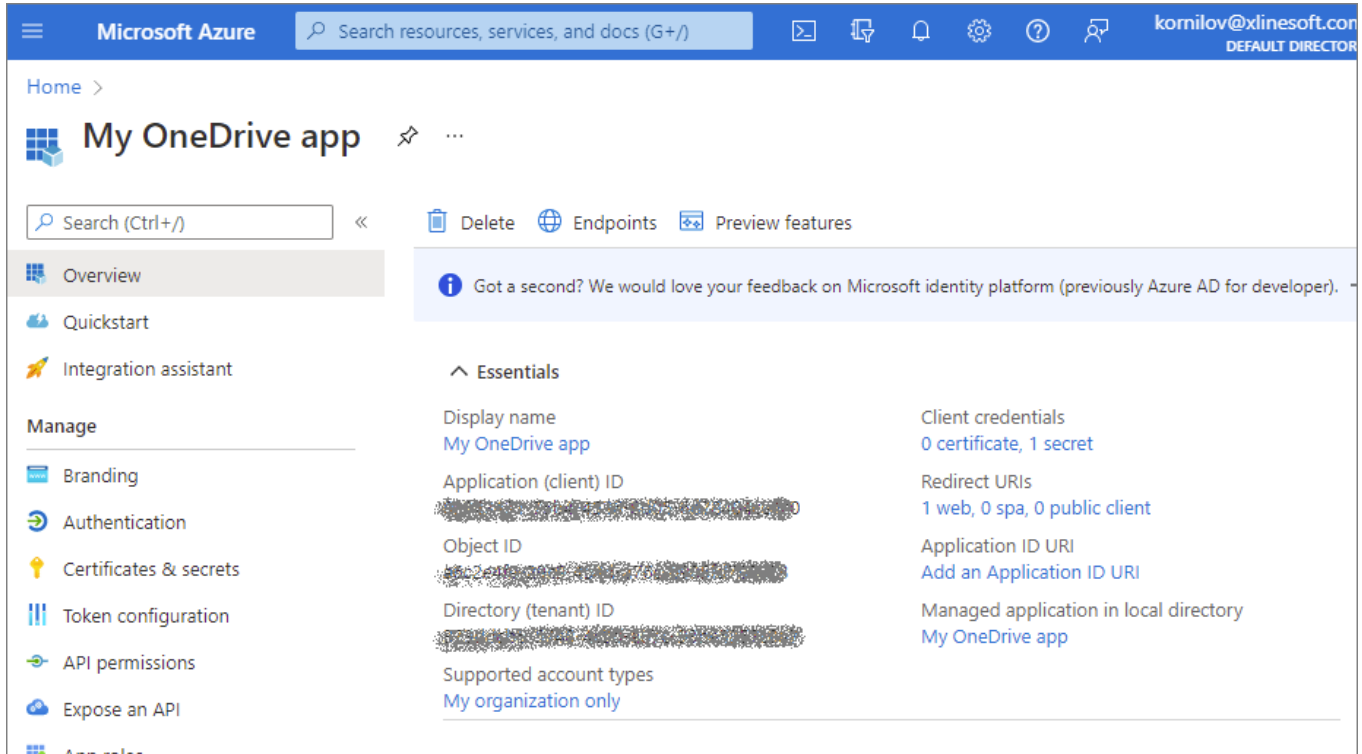 Microsoft Azure
Search resources, services, and docs (G+/)
kornilov@xlinesoft.con
DEFAULT DIRECTOR
Home >
My OneDrive app ...
Search (Ctrl+/) «
Delete Endpoints Preview features
Overview
Got a second? We would love your feedback on Microsoft identity platform (previously Azure AD for developer).
Quickstart
Integration assistant
Essentials
Manage
Display name
My OneDrive app
Client credentials
0 certificate, 1 secret
Branding
Application (client) ID
Redirect URIs
1 web, 0 spa, 0 public client
Authentication
Object ID
Application ID URI
Add an Application ID URI
Certificates & secrets
Token configuration
Directory (tenant) ID
Managed application in local directory
My OneDrive app
API permissions
Supported account types
My organization only
Expose an API
App roles